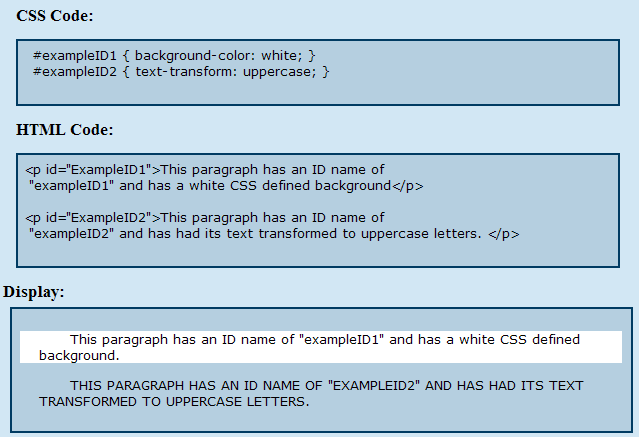 CSS Code:
#exampleID1 { background-color: white; }
#exampleID2 { text-transform: uppercase; }
HTML Code:
<p id="ExampleID1">This paragraph has an ID name of
"exampleID1" and has a white CSS defined background</p>
<p id="ExampleID2">This paragraph has an ID name of
"exampleID2" and has had its text transformed to uppercase letters. </p>
Display:
This paragraph has an ID name of "exampleID1" and has a white CSS defined
background.
THIS PARAGRAPH HAS AN ID NAME OF "EXAMPLEID2" AND HAS HAD ITS TEXT
TRANSFORMED TO UPPERCASE LETTERS.